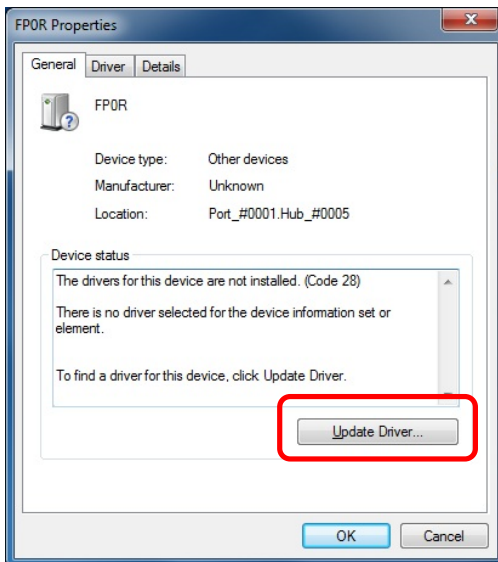 FP0R Properties
General Driver Details
FP0R
Device type: Other devices
Manufacturer: Unknown
Location: Port_#0001.Hub_#0005
Device status
The drivers for this device are not installed. (Code 28)
There is no driver selected for the device information set or
element.
To find a driver for this device, click Update Driver.
Update Driver...
OK Cancel